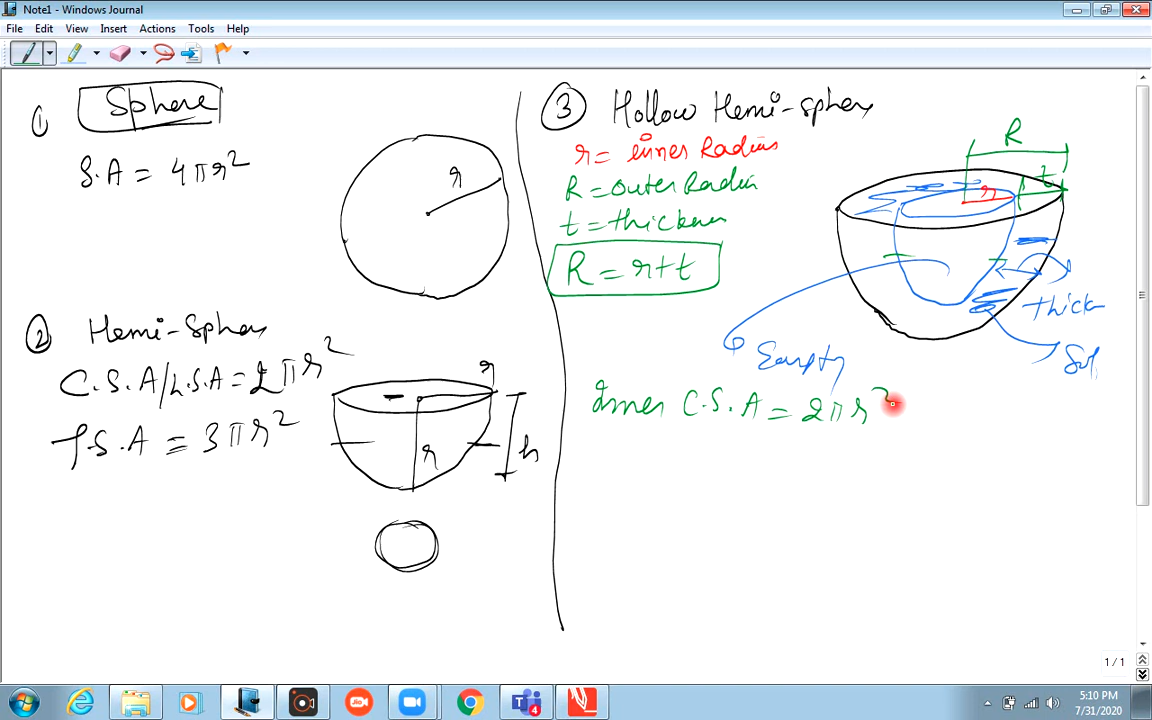 Note1 - Windows Journal
File Edit View Insert Actions Tools Help
1 Sphere
S.A = 4πr²
r
2 Hemi-Sphere
C.S.A/L.S.A = 2πr²
T.S.A = 3πr²
r
r
h
3 Hollow Hemi-sphere
r = inner Radius
R = outer Radius
t = thickness
R = r+t
R
r
t
thick
Empty
Inner C.S.A = 2πr²
1 / 1
4
5:10 PM
7/31/2020